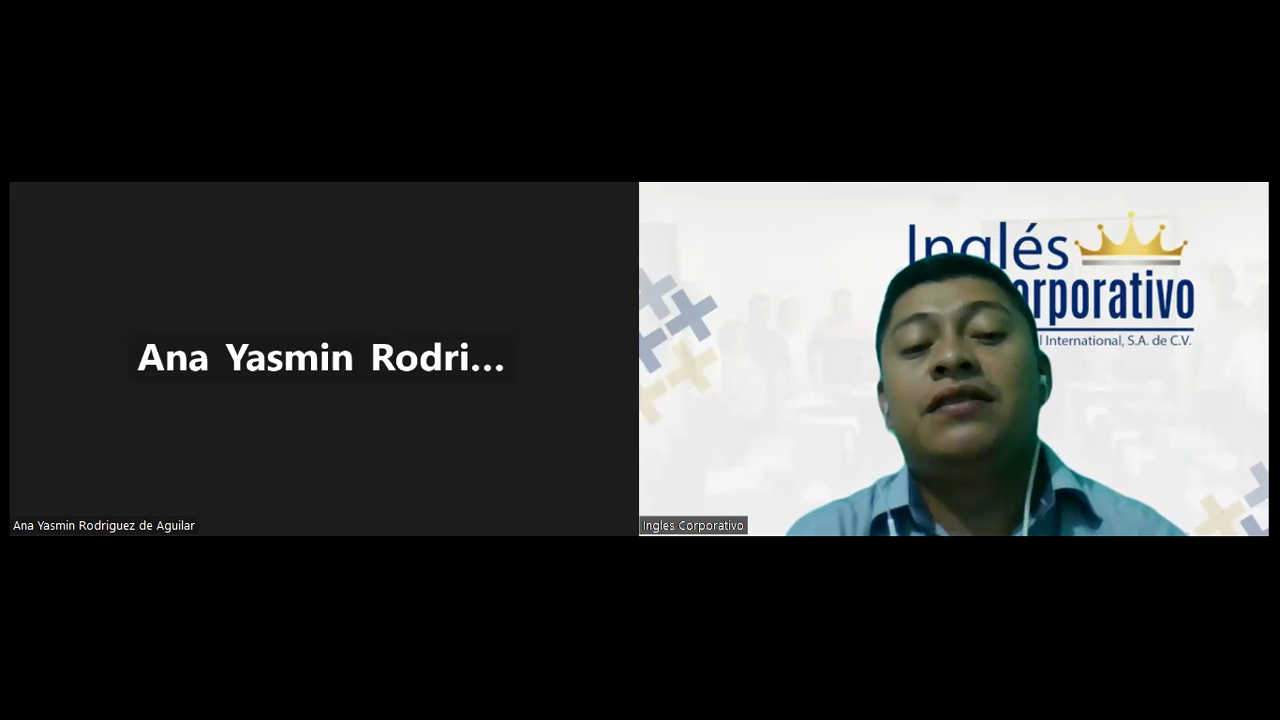 Ana Yasmin Rodri...
Ana Yasmin Rodriguez de Aguilar
Inglés
orporativo
l International, S.A. de C.V.
Ingles Corporativo